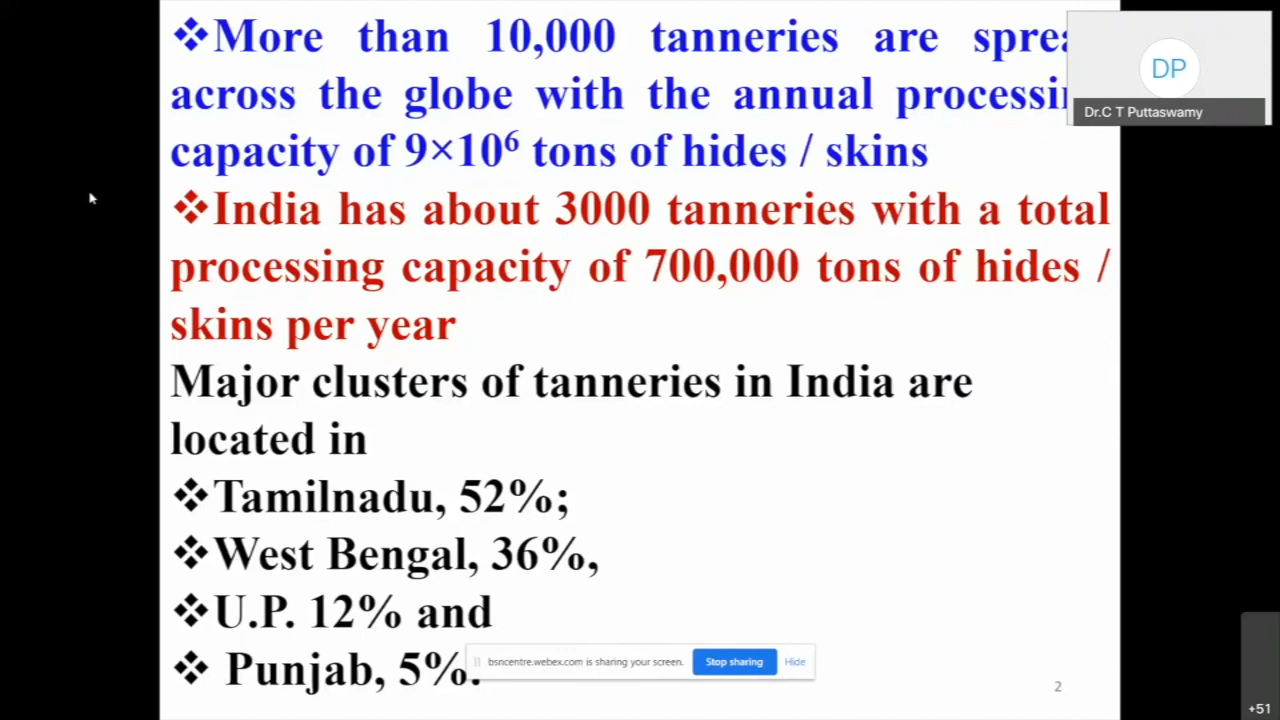 ❖More than 10,000 tanneries are sprea
across the globe with the annual processin
capacity of 9×10⁶ tons of hides / skins
❖India has about 3000 tanneries with a total
processing capacity of 700,000 tons of hides /
skins per year
Major clusters of tanneries in India are
located in
❖Tamilnadu, 52%;
❖West Bengal, 36%,
❖U.P. 12% and
❖ Punjab, 5%.
bsncentre.webex.com is sharing your screen. Stop sharing Hide
2
DP
Dr.C T Puttaswamy
+51